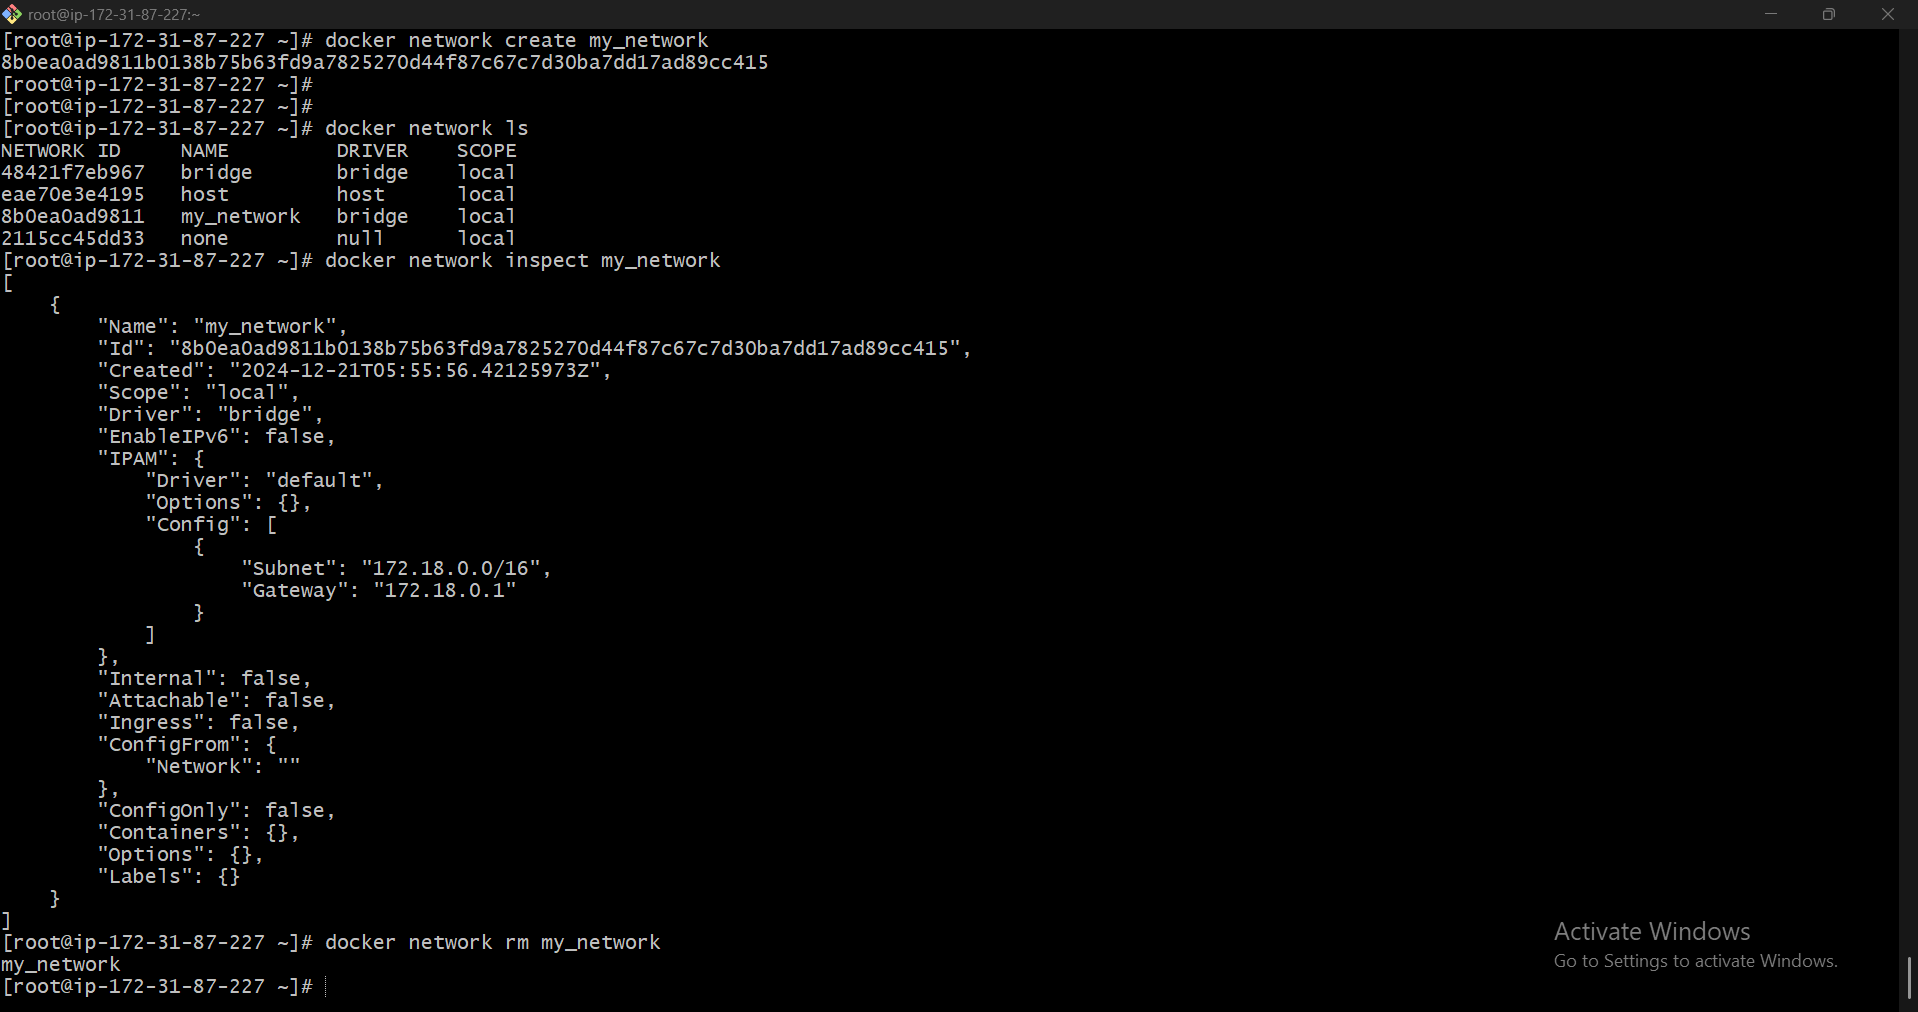 root@ip-172-31-87-227:~
[root@ip-172-31-87-227 ~]# docker network create my_network
8b0ea0ad9811b0138b75b63fd9a7825270d44f87c67c7d30ba7dd17ad89cc415
[root@ip-172-31-87-227 ~]#
[root@ip-172-31-87-227 ~]#
[root@ip-172-31-87-227 ~]# docker network ls
NETWORK ID     NAME         DRIVER    SCOPE
48421f7eb967   bridge       bridge    local
eae70e3e4195   host         host      local
8b0ea0ad9811   my_network   bridge    local
2115cc45dd33   none         null      local
[root@ip-172-31-87-227 ~]# docker network inspect my_network
[
    {
        "Name": "my_network",
        "Id": "8b0ea0ad9811b0138b75b63fd9a7825270d44f87c67c7d30ba7dd17ad89cc415",
        "Created": "2024-12-21T05:55:56.42125973Z",
        "Scope": "local",
        "Driver": "bridge",
        "EnableIPv6": false,
        "IPAM": {
            "Driver": "default",
            "Options": {},
            "Config": [
                {
                    "Subnet": "172.18.0.0/16",
                    "Gateway": "172.18.0.1"
                }
            ]
        },
        "Internal": false,
        "Attachable": false,
        "Ingress": false,
        "ConfigFrom": {
            "Network": ""
        },
        "ConfigOnly": false,
        "Containers": {},
        "Options": {},
        "Labels": {}
    }
]
[root@ip-172-31-87-227 ~]# docker network rm my_network
my_network
[root@ip-172-31-87-227 ~]#
Activate Windows
Go to Settings to activate Windows.